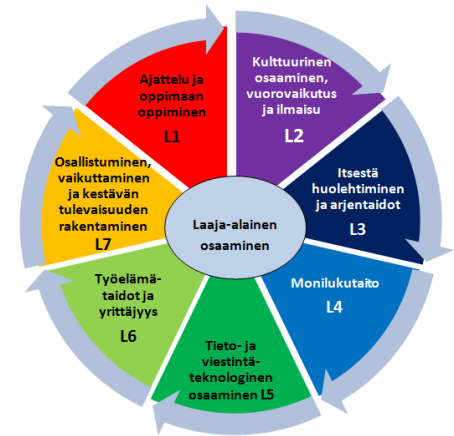 Ajattelu ja
oppimaan
oppiminen
L1
Kulttuurinen
osaaminen,
vuorovaikutus
ja ilmaisu
L2
Itsestä
huolehtiminen
ja arjentaidot
L3
Monilukutaito
L4
Tieto- ja
viestintä-
teknologinen
osaaminen L5
Työelämä-
taidot ja
yrittäjyys
L6
Osallistuminen,
vaikuttaminen
ja kestävän
tulevaisuuden
rakentaminen
L7
Laaja-alainen
osaaminen